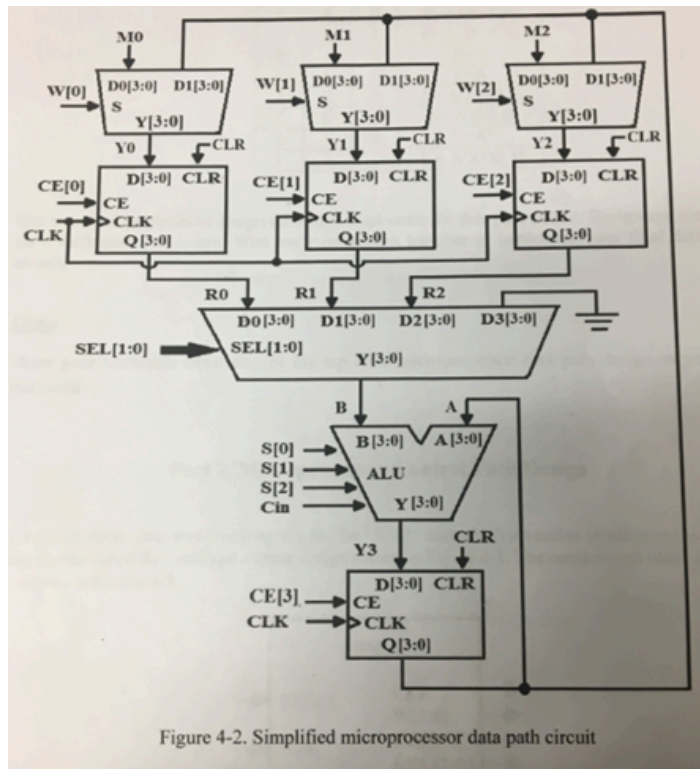 M0 M1 M2
D0[3:0] D1[3:0] D0[3:0] D1[3:0] D0[3:0] D1[3:0]
W[0] S W[1] S W[2] S
Y[3:0] Y[3:0] Y[3:0]
Y0 CLR Y1 CLR Y2 CLR
D[3:0] CLR D[3:0] CLR D[3:0] CLR
CE[0] CE CE[1] CE CE[2] CE
CLK CLK CLK CLK
Q[3:0] Q[3:0] Q[3:0]
R0 R1 R2
D0[3:0] D1[3:0] D2[3:0] D3[3:0]
SEL[1:0] SEL[1:0]
Y[3:0]
B A
B[3:0] A[3:0]
S[0]
S[1] ALU
S[2]
Cin Y[3:0]
Y3 CLR
D[3:0] CLR
CE[3] CE
CLK CLK
Q[3:0]
Figure 4-2. Simplified microprocessor data path circuit